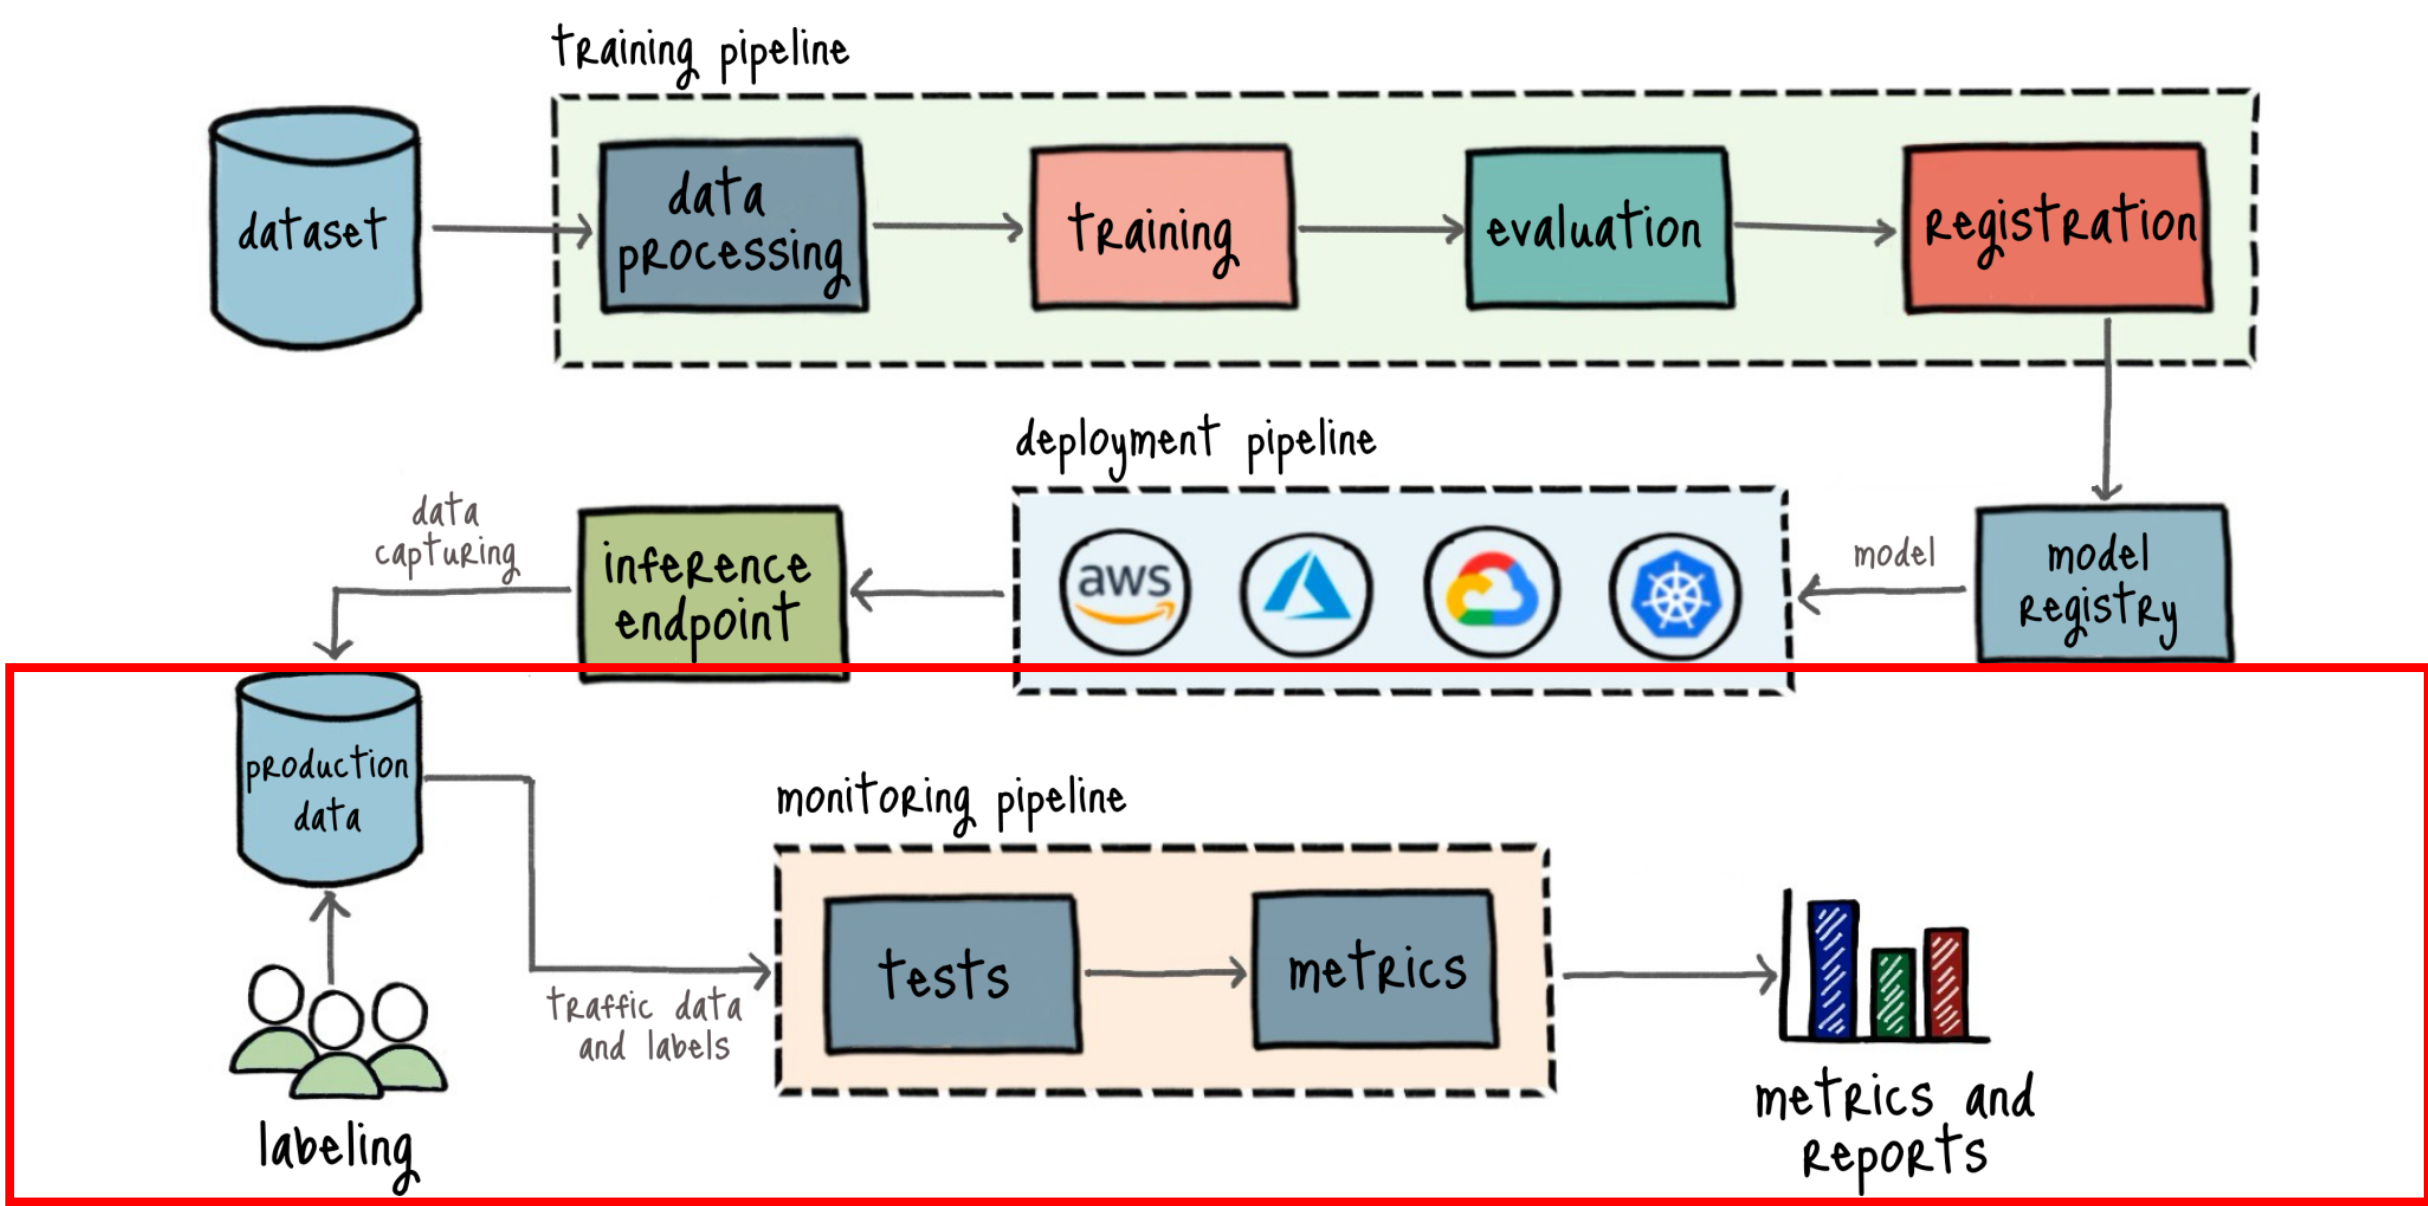 training pipeline
dataset
data
processing
training
evaluation
registration
deployment pipeline
data
capturing
inference
endpoint
aws
model
model
registry
production
data
monitoring pipeline
tests
metrics
traffic data
and labels
labeling
metrics and
reports